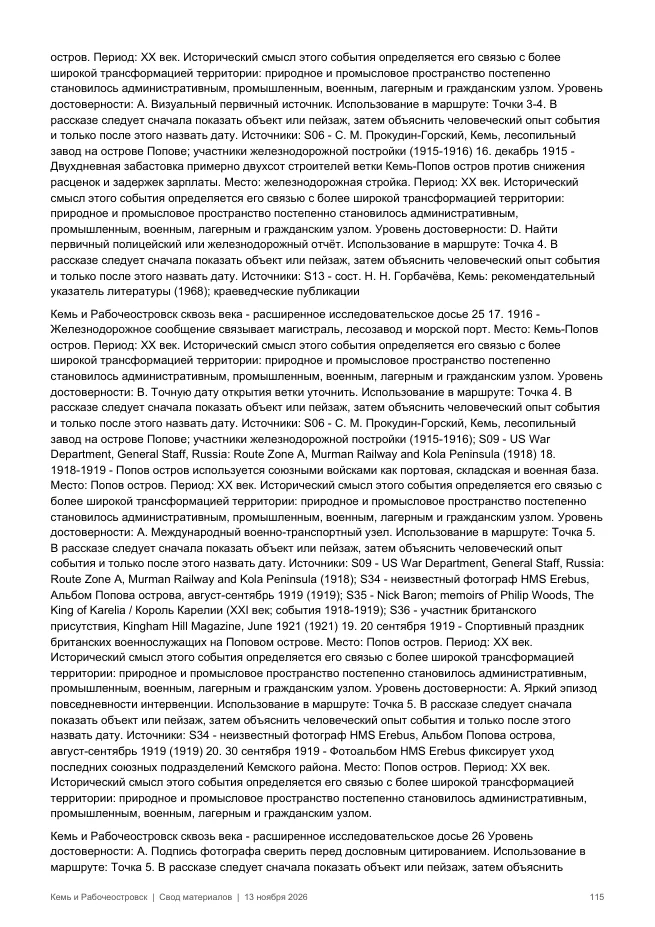 остров. Период: XX век. Исторический смысл этого события определяется его связью с более
широкой трансформацией территории: природное и промысловое пространство постепенно
становилось административным, промышленным, военным, лагерным и гражданским узлом. Уровень
достоверности: A. Визуальный первичный источник. Использование в маршруте: Точки 3-4. В
рассказе следует сначала показать объект или пейзаж, затем объяснить человеческий опыт события
и только после этого назвать дату. Источники: S06 - С. М. Прокудин-Горский, Кемь, лесопильный
завод на острове Попове; участники железнодорожной постройки (1915-1916) 16. декабрь 1915 -
Двухдневная забастовка примерно двухсот строителей ветки Кемь-Попов остров против снижения
расценок и задержек зарплаты. Место: железнодорожная стройка. Период: XX век. Исторический
смысл этого события определяется его связью с более широкой трансформацией территории:
природное и промысловое пространство постепенно становилось административным,
промышленным, военным, лагерным и гражданским узлом. Уровень достоверности: D. Найти
первичный полицейский или железнодорожный отчёт. Использование в маршруте: Точка 4. В
рассказе следует сначала показать объект или пейзаж, затем объяснить человеческий опыт события
и только после этого назвать дату. Источники: S13 - сост. Н. Н. Горбачёва, Кемь: рекомендательный
указатель литературы (1968); краеведческие публикации
Кемь и Рабочеостровск сквозь века - расширенное исследовательское досье 25 17. 1916 -
Железнодорожное сообщение связывает магистраль, лесозавод и морской порт. Место: Кемь-Попов
остров. Период: XX век. Исторический смысл этого события определяется его связью с более
широкой трансформацией территории: природное и промысловое пространство постепенно
становилось административным, промышленным, военным, лагерным и гражданским узлом. Уровень
достоверности: B. Точную дату открытия ветки уточнить. Использование в маршруте: Точка 4. В
рассказе следует сначала показать объект или пейзаж, затем объяснить человеческий опыт события
и только после этого назвать дату. Источники: S06 - С. М. Прокудин-Горский, Кемь, лесопильный
завод на острове Попове; участники железнодорожной постройки (1915-1916); S09 - US War
Department, General Staff, Russia: Route Zone A, Murman Railway and Kola Peninsula (1918) 18.
1918-1919 - Попов остров используется союзными войсками как портовая, складская и военная база.
Место: Попов остров. Период: XX век. Исторический смысл этого события определяется его связью с
более широкой трансформацией территории: природное и промысловое пространство постепенно
становилось административным, промышленным, военным, лагерным и гражданским узлом. Уровень
достоверности: A. Международный военно-транспортный узел. Использование в маршруте: Точка 5.
В рассказе следует сначала показать объект или пейзаж, затем объяснить человеческий опыт
события и только после этого назвать дату. Источники: S09 - US War Department, General Staff, Russia:
Route Zone A, Murman Railway and Kola Peninsula (1918); S34 - неизвестный фотограф HMS Erebus,
Альбом Попова острова, август-сентябрь 1919 (1919); S35 - Nick Baron; memoirs of Philip Woods, The
King of Karelia / Король Карелии (XXI век; события 1918-1919); S36 - участник британского
присутствия, Kingham Hill Magazine, June 1921 (1921) 19. 20 сентября 1919 - Спортивный праздник
британских военнослужащих на Поповом острове. Место: Попов остров. Период: XX век.
Исторический смысл этого события определяется его связью с более широкой трансформацией
территории: природное и промысловое пространство постепенно становилось административным,
промышленным, военным, лагерным и гражданским узлом. Уровень достоверности: A. Яркий эпизод
повседневности интервенции. Использование в маршруте: Точка 5. В рассказе следует сначала
показать объект или пейзаж, затем объяснить человеческий опыт события и только после этого
назвать дату. Источники: S34 - неизвестный фотограф HMS Erebus, Альбом Попова острова,
август-сентябрь 1919 (1919) 20. 30 сентября 1919 - Фотоальбом HMS Erebus фиксирует уход
последних союзных подразделений Кемского района. Место: Попов остров. Период: XX век.
Исторический смысл этого события определяется его связью с более широкой трансформацией
территории: природное и промысловое пространство постепенно становилось административным,
промышленным, военным, лагерным и гражданским узлом.
Кемь и Рабочеостровск сквозь века - расширенное исследовательское досье 26 Уровень
достоверности: A. Подпись фотографа сверить перед дословным цитированием. Использование в
маршруте: Точка 5. В рассказе следует сначала показать объект или пейзаж, затем объяснить
Кемь и Рабочеостровск | Свод материалов | 13 ноября 2026 115